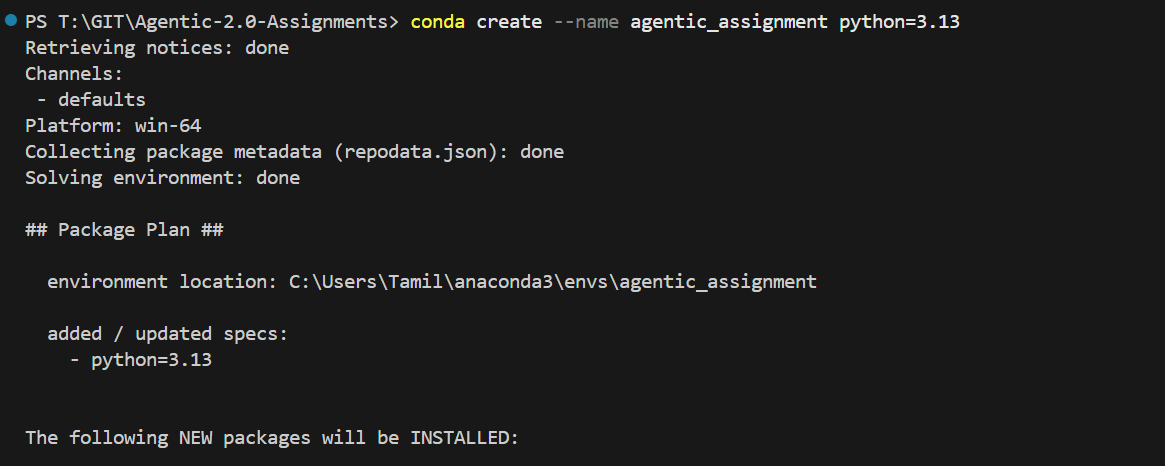 PS T:\GIT\Agentic-2.0-Assignments> conda create --name agentic_assignment python=3.13
Retrieving notices: done
Channels:
 - defaults
Platform: win-64
Collecting package metadata (repodata.json): done
Solving environment: done

## Package Plan ##

  environment location: C:\Users\Tamil\anaconda3\envs\agentic_assignment

  added / updated specs:
    - python=3.13


The following NEW packages will be INSTALLED: